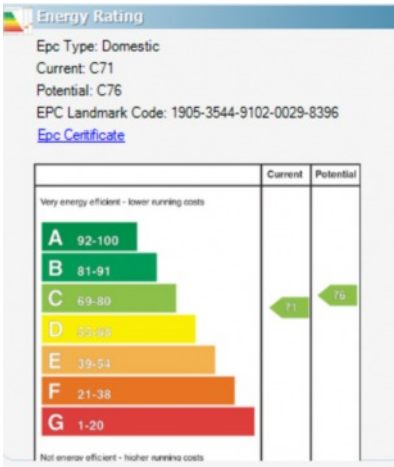 Energy Rating
Epc Type: Domestic
Current: C71
Potential: C76
EPC Landmark Code: 1905-3544-9102-0029-8396
Epc Certificate
Current Potential
Very energy efficient - lower running costs
A 92-100
B 81-91
C 69-80
71
76
D 55-68
E 39-54
F 21-38
G 1-20
Not energy efficient - higher running costs